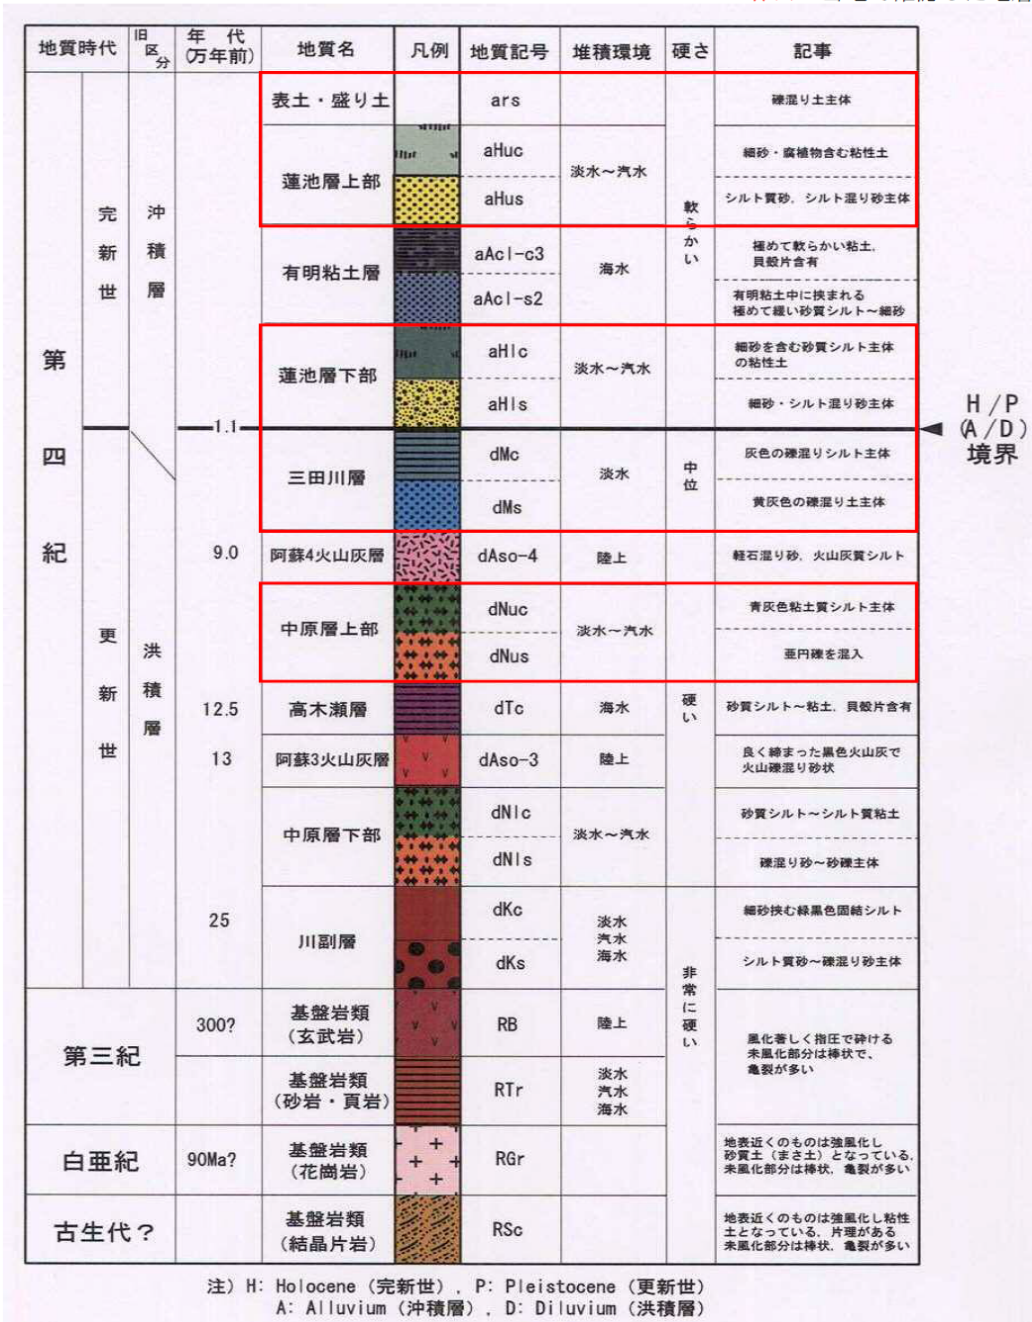 地質時代 旧区分 年代(万年前) 地質名 凡例 地質記号 堆積環境 硬さ 記事
第四紀
完新世 沖積層
表土・盛り土 ars 礫混り土主体
蓮池層上部 aHuc 淡水～汽水 細砂・腐植物含む粘性土
aHus シルト質砂,シルト混り砂主体
軟らかい
有明粘土層 aAcl-c3 海水 極めて軟らかい粘土,
貝殻片含有
aAcl-s2 有明粘土中に挟まれる
極めて緩い砂質シルト～細砂
蓮池層下部 aHlc 淡水～汽水 細砂を含む砂質シルト主体
の粘性土
aHls 細砂・シルト混り砂主体
1.1
H/P
(A/D)
境界
更新世 洪積層
三田川層 dMc 淡水 中位 灰色の礫混りシルト主体
dMs 黄灰色の礫混り土主体
9.0 阿蘇4火山灰層 dAso-4 陸上 軽石混り砂,火山灰質シルト
中原層上部 dNuc 淡水～汽水 青灰色粘土質シルト主体
dNus 亜円礫を混入
12.5 高木瀬層 dTc 海水 硬い 砂質シルト～粘土,貝殻片含有
13 阿蘇3火山灰層 dAso-3 陸上 良く締まった黒色火山灰で
火山礫混り砂状
中原層下部 dNlc 淡水～汽水 砂質シルト～シルト質粘土
dNls 礫混り砂～砂礫主体
25 川副層 dKc 淡水
汽水
海水 細砂挟む緑黒色固結シルト
dKs シルト質砂～礫混り砂主体
非常に硬い
第三紀
300? 基盤岩類
(玄武岩) RB 陸上 風化著しく指圧で砕ける
未風化部分は棒状で、
亀裂が多い
基盤岩類
(砂岩・頁岩) RTr 淡水
汽水
海水
白亜紀 90Ma? 基盤岩類
(花崗岩) RGr 地表近くのものは強風化し
砂質土(まさ土)となっている,
未風化部分は棒状,亀裂が多い
古生代? 基盤岩類
(結晶片岩) RSc 地表近くのものは強風化し粘性
土となっている,片理がある
未風化部分は棒状,亀裂が多い
注) H: Holocene (完新世), P: Pleistocene (更新世)
A: Alluvium (沖積層), D: Diluvium (洪積層)